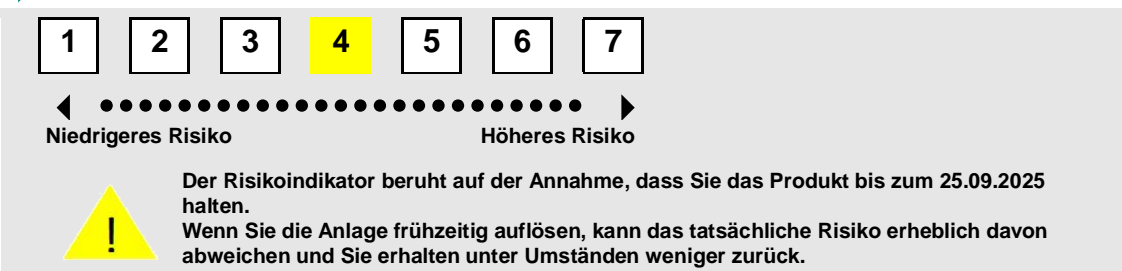 1 2 3 4 5 6 7
Niedrigeres Risiko Höheres Risiko
Der Risikoindikator beruht auf der Annahme, dass Sie das Produkt bis zum 25.09.2025
halten.
!
Wenn Sie die Anlage frühzeitig auflösen, kann das tatsächliche Risiko erheblich davon
abweichen und Sie erhalten unter Umständen weniger zurück.